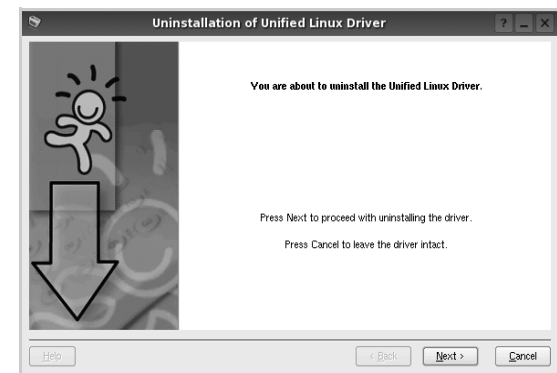 Uninstallation of Unified Linux Driver
You are about to uninstall the Unified Linux Driver.
Press Next to proceed with uninstalling the driver.
Press Cancel to leave the driver intact.
Help
< Back
Next >
Cancel